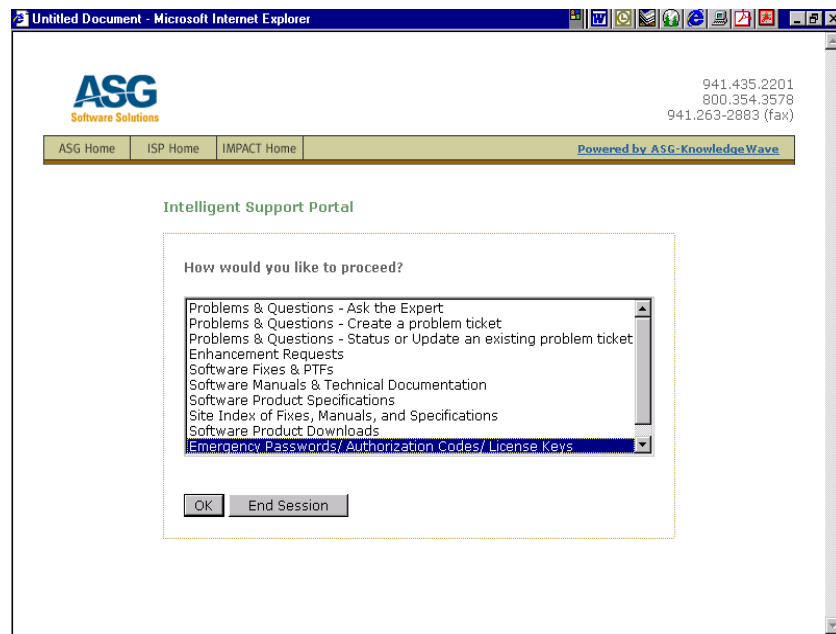 Untitled Document - Microsoft Internet Explorer
ASG
Software Solutions
941.435.2201
800.354.3578
941.263-2883 (fax)
ASG Home ISP Home IMPACT Home Powered by ASG-KnowledgeWave
Intelligent Support Portal
How would you like to proceed?
Problems & Questions - Ask the Expert
Problems & Questions - Create a problem ticket
Problems & Questions - Status or Update an existing problem ticket
Enhancement Requests
Software Fixes & PTFs
Software Manuals & Technical Documentation
Software Product Specifications
Site Index of Fixes, Manuals, and Specifications
Software Product Downloads
Emergency Passwords/ Authorization Codes/ License Keys
OK End Session